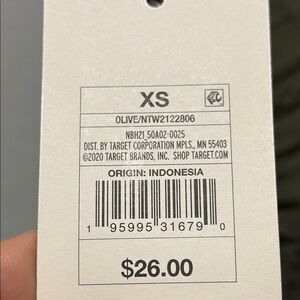 XS
OLIVE/NTW2122806
NBH21_50A02-0025
DIST. BY TARGET CORPORATION MPLS., MN 55403
©2020 TARGET BRANDS, INC. SHOP TARGET.COM
ORIGIN: INDONESIA
1 95995 31679 0
$26.00